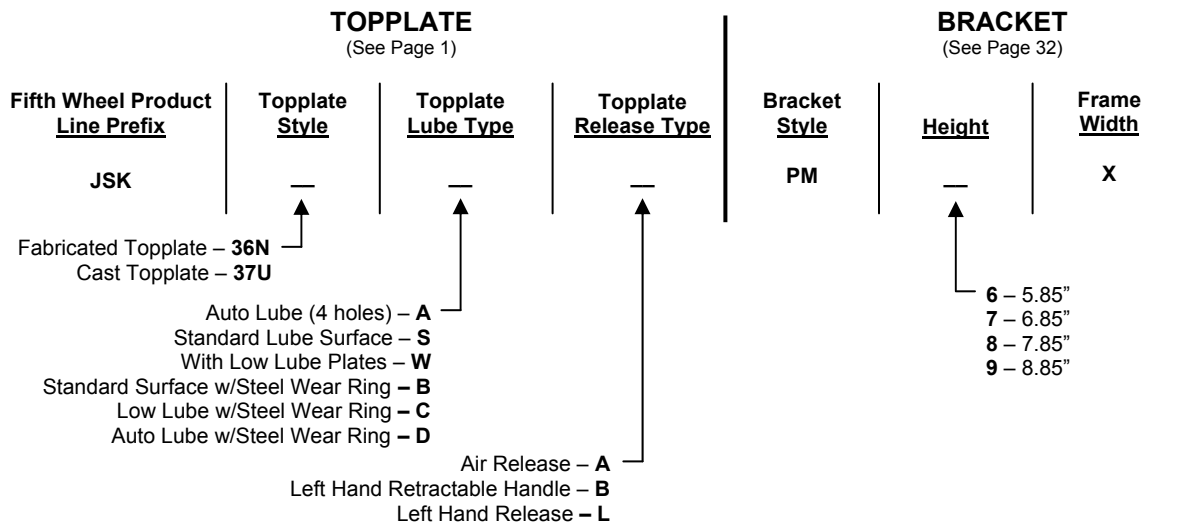 TOPPLATE
(See Page 1)
BRACKET
(See Page 32)
Fifth Wheel Product
Line Prefix
JSK
Topplate
Style
__
Topplate
Lube Type
__
Topplate
Release Type
__
Bracket
Style
PM
Height
__
Frame
Width
X
Fabricated Topplate – 36N
Cast Topplate – 37U
Auto Lube (4 holes) – A
Standard Lube Surface – S
With Low Lube Plates – W
Standard Surface w/Steel Wear Ring – B
Low Lube w/Steel Wear Ring – C
Auto Lube w/Steel Wear Ring – D
Air Release – A
Left Hand Retractable Handle – B
Left Hand Release – L
6 – 5.85”
7 – 6.85”
8 – 7.85”
9 – 8.85”